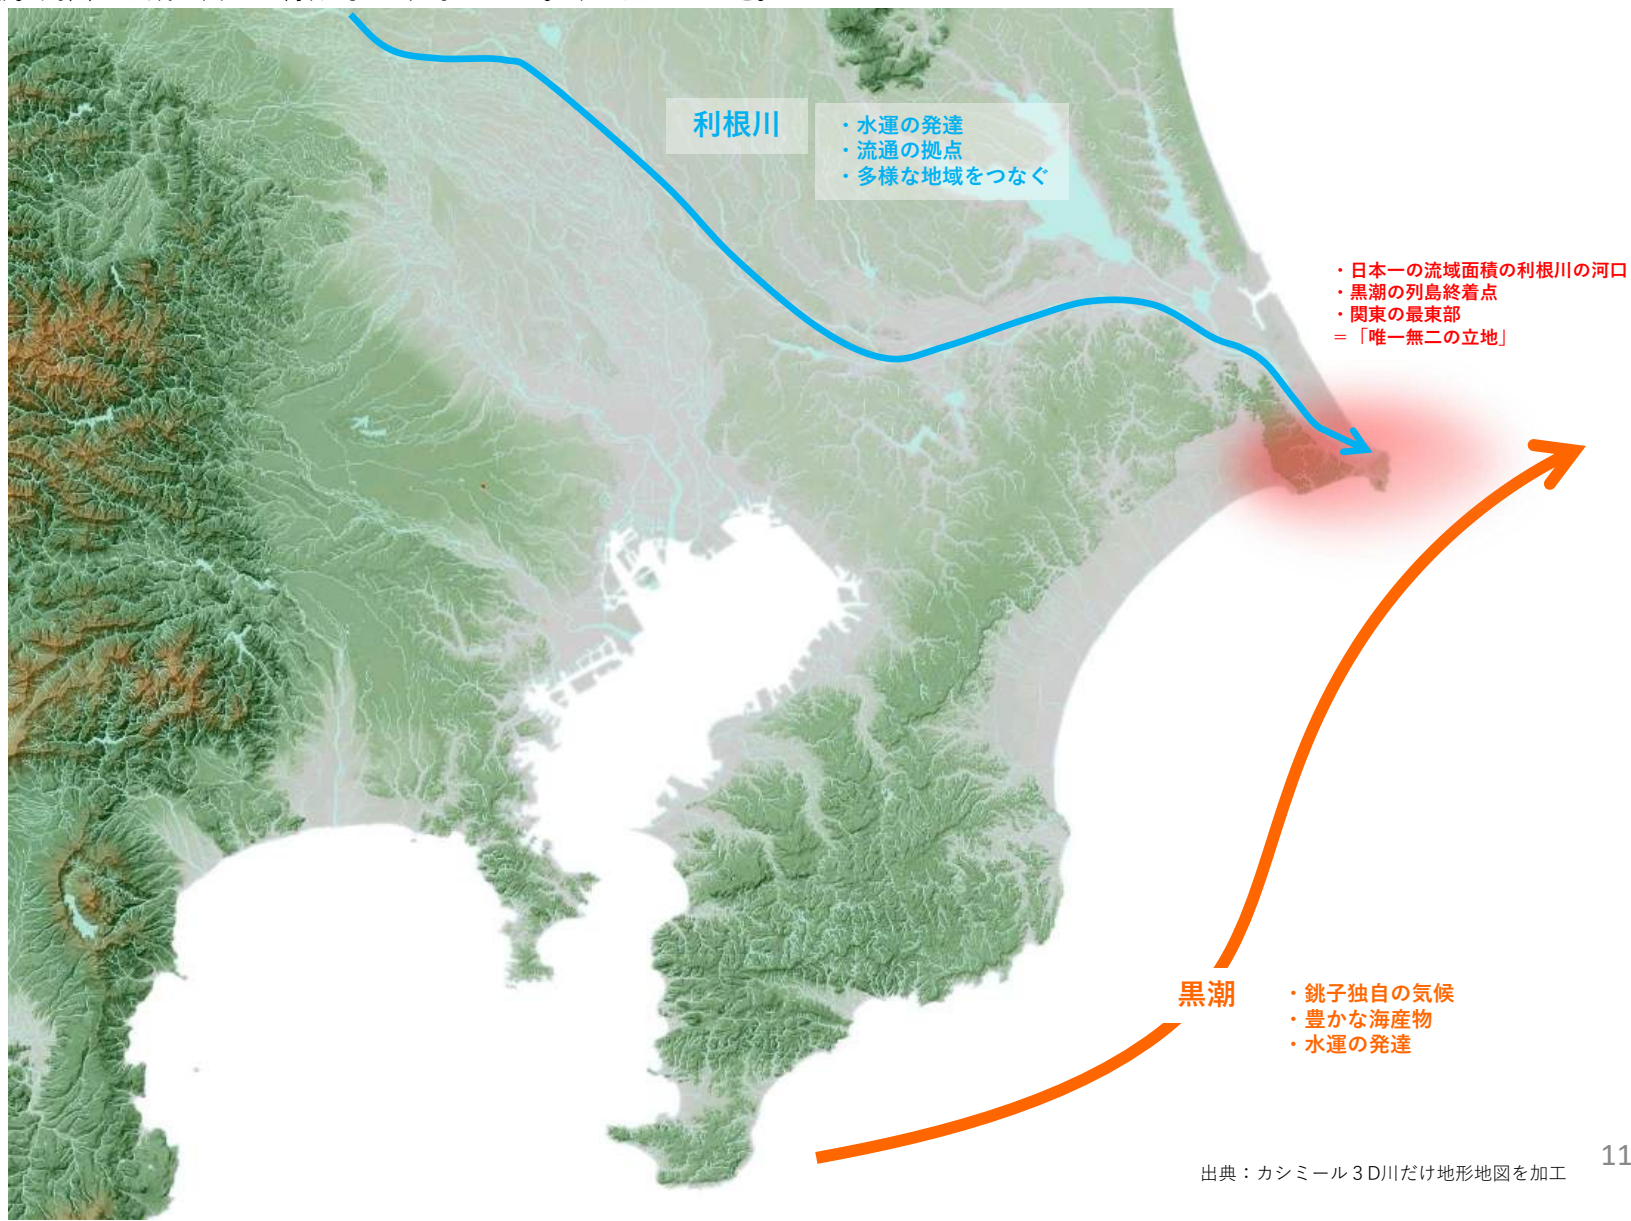 利根川
・水運の発達
・流通の拠点
・多様な地域をつなぐ
・日本一の流域面積の利根川の河口
・黒潮の列島終着点
・関東の最東部
＝「唯一無二の立地」
黒潮
・銚子独自の気候
・豊かな海産物
・水運の発達
出典：カシミール３D川だけ地形地図を加工
11